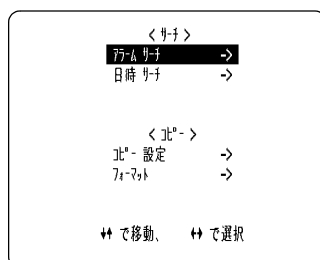 < ｻｰﾁ >
ｱﾗｰﾑ ｻｰﾁ ->
日時 ｻｰﾁ ->
< ｺﾋﾟｰ >
ｺﾋﾟｰ 設定 ->
ﾌｫｰﾏｯﾄ ->
↓↑ で移動、 ←→ で選択